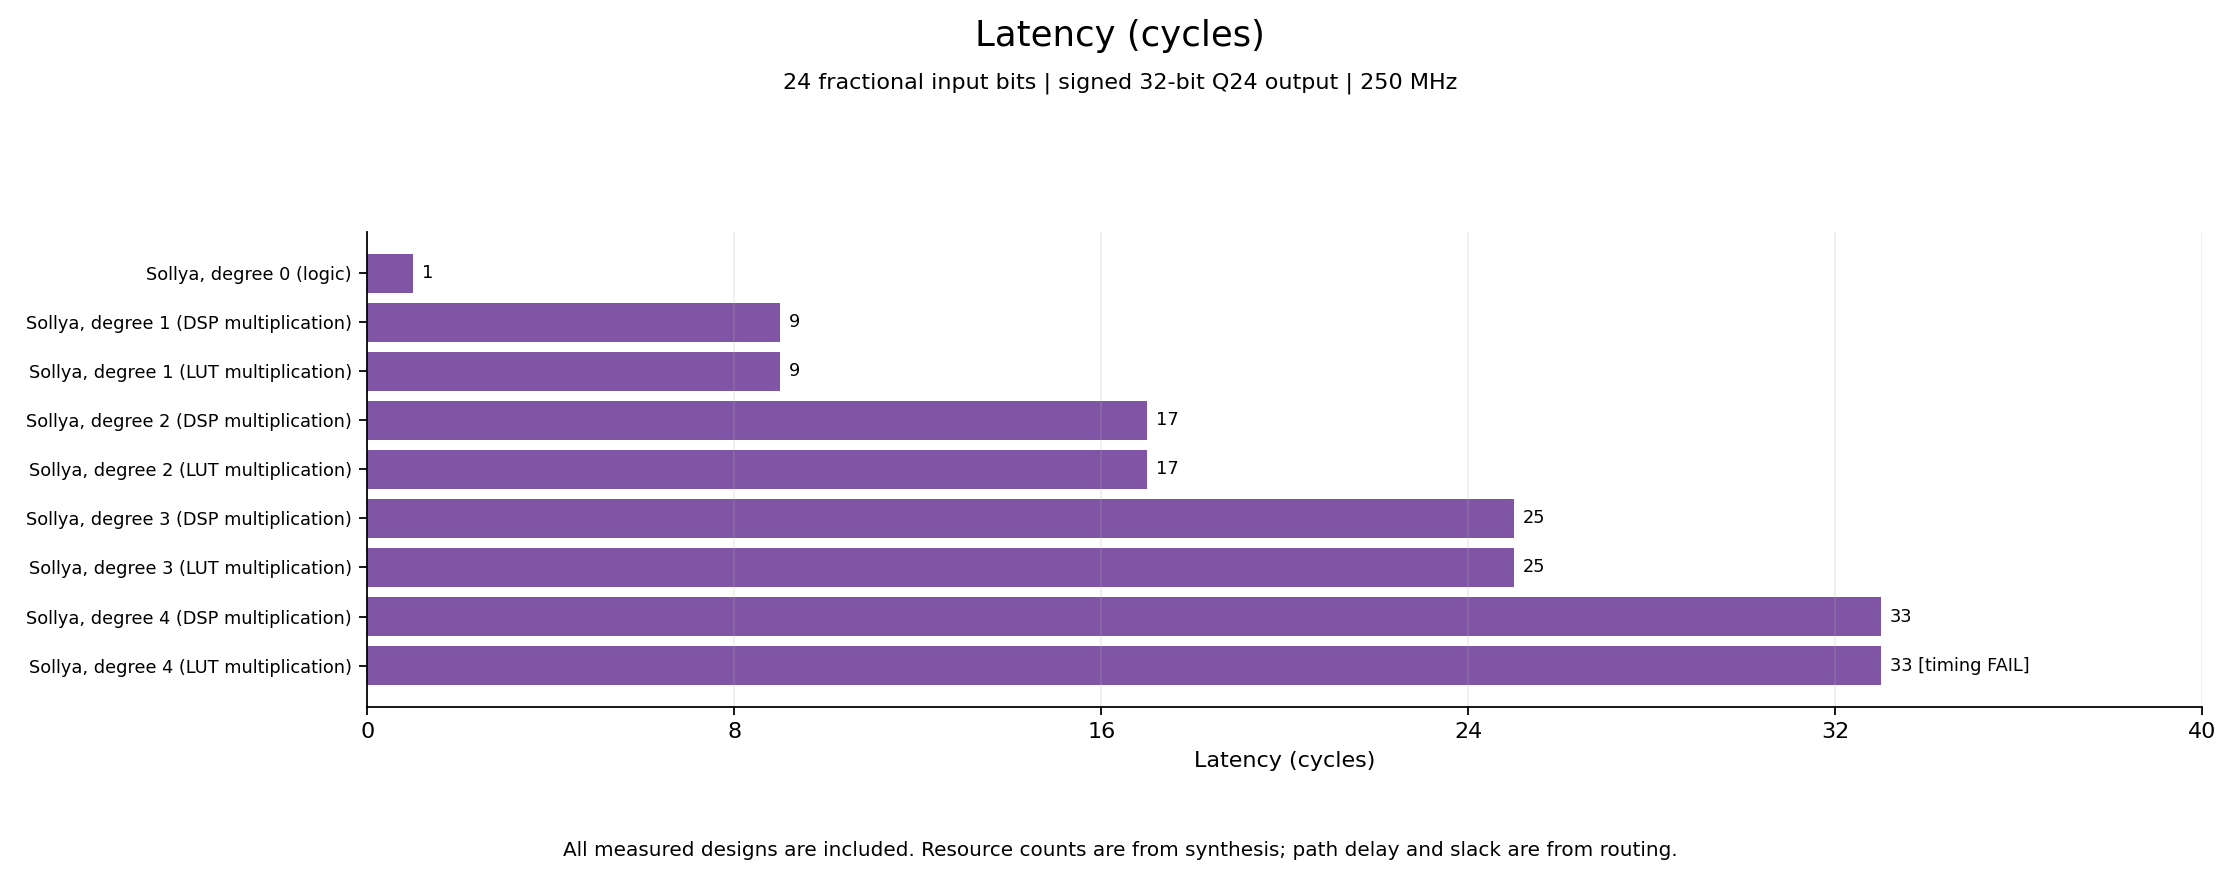 Latency (cycles)
24 fractional input bits | signed 32-bit Q24 output | 250 MHz
Sollya, degree 0 (logic) 1
Sollya, degree 1 (DSP multiplication) 9
Sollya, degree 1 (LUT multiplication) 9
Sollya, degree 2 (DSP multiplication) 17
Sollya, degree 2 (LUT multiplication) 17
Sollya, degree 3 (DSP multiplication) 25
Sollya, degree 3 (LUT multiplication) 25
Sollya, degree 4 (DSP multiplication) 33
Sollya, degree 4 (LUT multiplication) 33 [timing FAIL]
0 8 16 24 32 40
Latency (cycles)
All measured designs are included. Resource counts are from synthesis; path delay and slack are from routing.